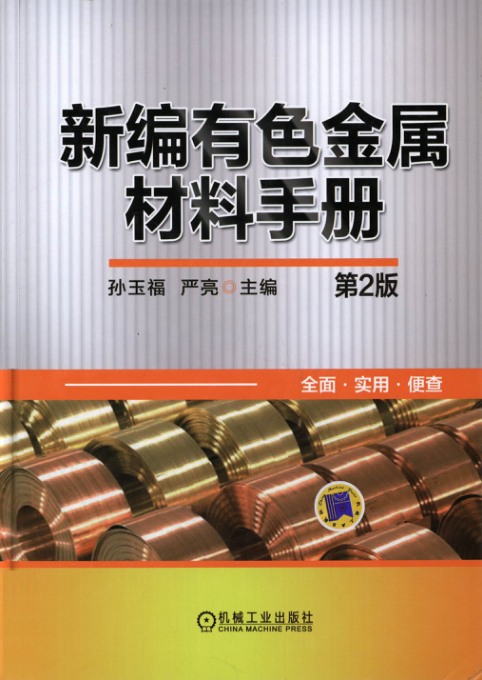 新编有色金属
材料手册
孙玉福 严亮◎主编 第2版
全面·实用·便查
机械工业出版社
CHINA MACHINE PRESS